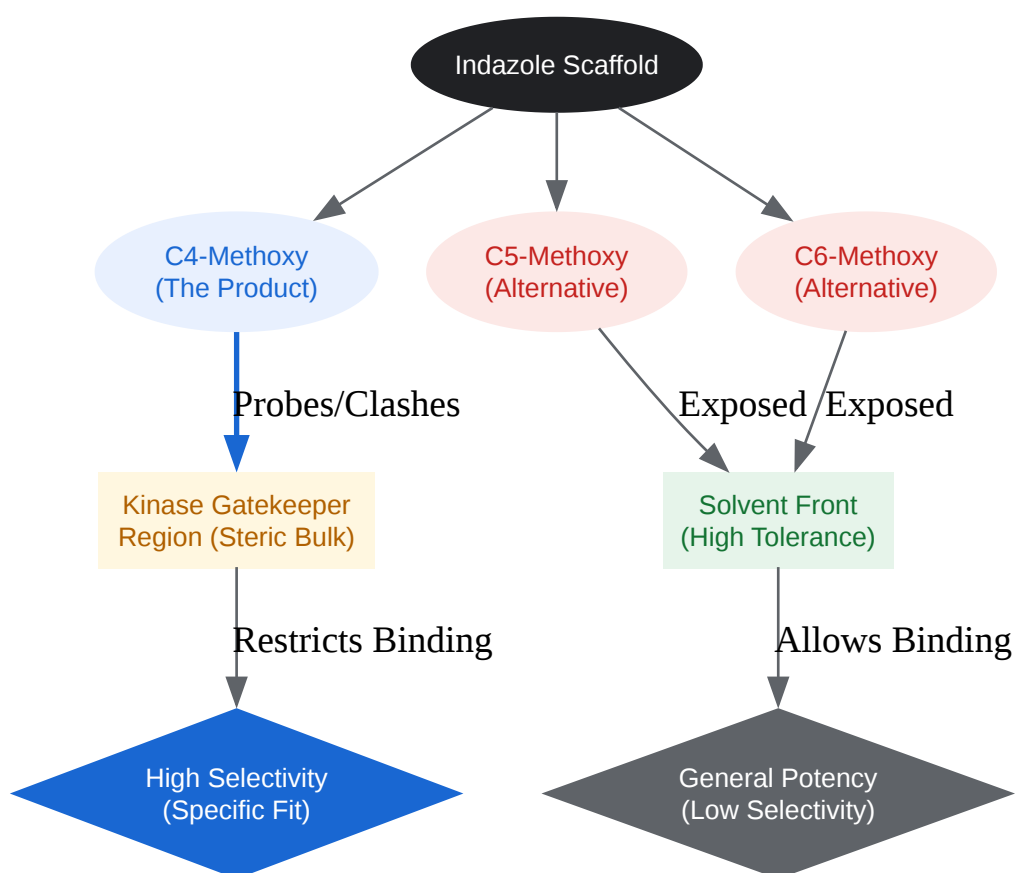 Indazole Scaffold
C4-Methoxy
(The Product)
C5-Methoxy
(Alternative)
C6-Methoxy
(Alternative)
Probes/Clashes
Exposed
Exposed
Kinase Gatekeeper
Region (Steric Bulk)
Solvent Front
(High Tolerance)
Restricts Binding
Allows Binding
High Selectivity
(Specific Fit)
General Potency
(Low Selectivity)